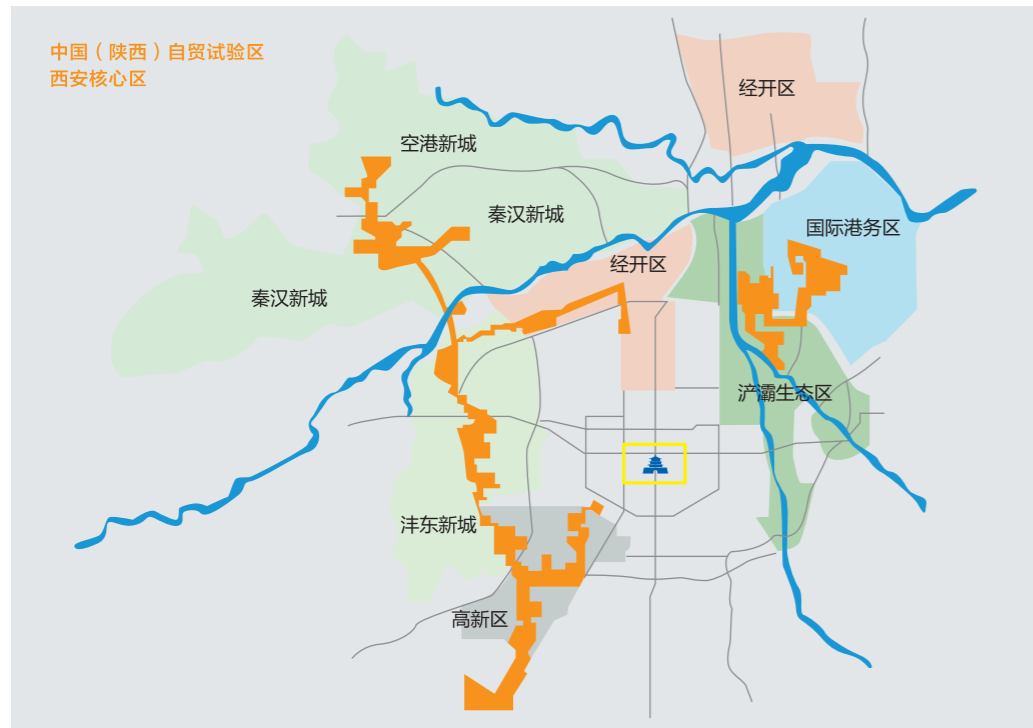 中国（陕西）自贸试验区
西安核心区
经开区
空港新城
秦汉新城
国际港务区
经开区
秦汉新城
浐灞生态区
沣东新城
高新区